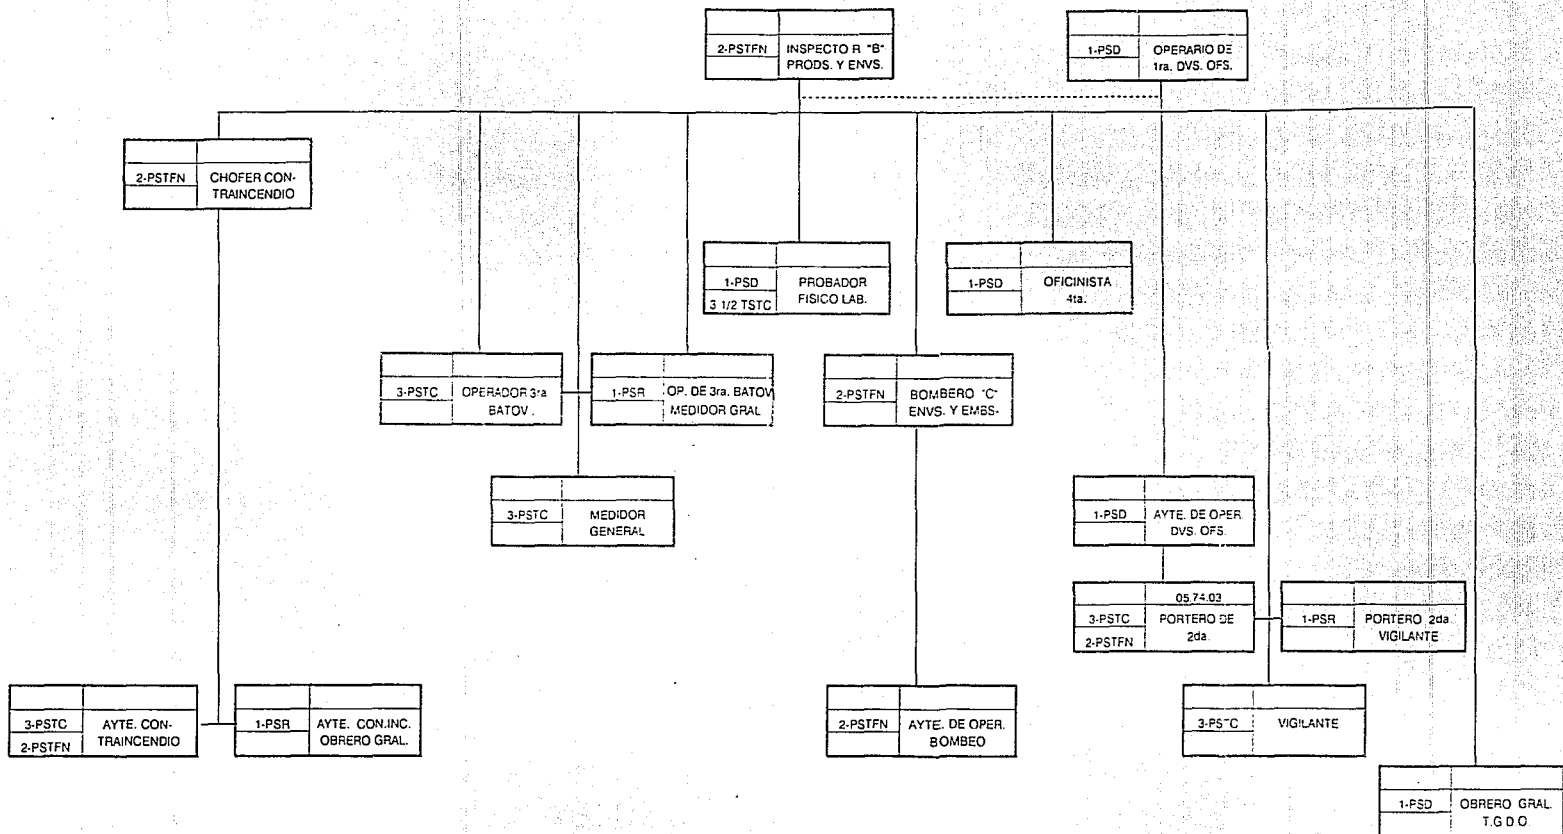 2-PSTFN INSPECTO R "B"
PRODS. Y ENVS.
1-PSD OPERARIO DE
1ra. DVS. OFS.
2-PSTFN CHOFER CON-
TRAINCENDIO
1-PSD PROBADOR
3 1/2 TSTC FISICO LAB.
1-PSD OFICINISTA
4ta.
3-PSTC OPERADOR 3ra
BATOV.
1-PSR OP. DE 3ra. BATOV
MEDIDOR GRAL
2-PSTFN BOMBERO "C"
ENVS. Y EMBS-
3-PSTC MEDIDOR
GENERAL
1-PSD AYTE. DE OPER.
DVS. OFS.
05.74.03
3-PSTC PORTERO DE
2-PSTFN 2da.
1-PSR PORTERO 2da.
VIGILANTE
3-PSTC AYTE. CON-
2-PSTFN TRAINCENDIO
1-PSR AYTE. CON.INC.
OBRERO GRAL.
2-PSTFN AYTE. DE OPER.
BOMBEO
3-PSTC VIGILANTE
1-PSD OBRERO GRAL.
T.G D O.